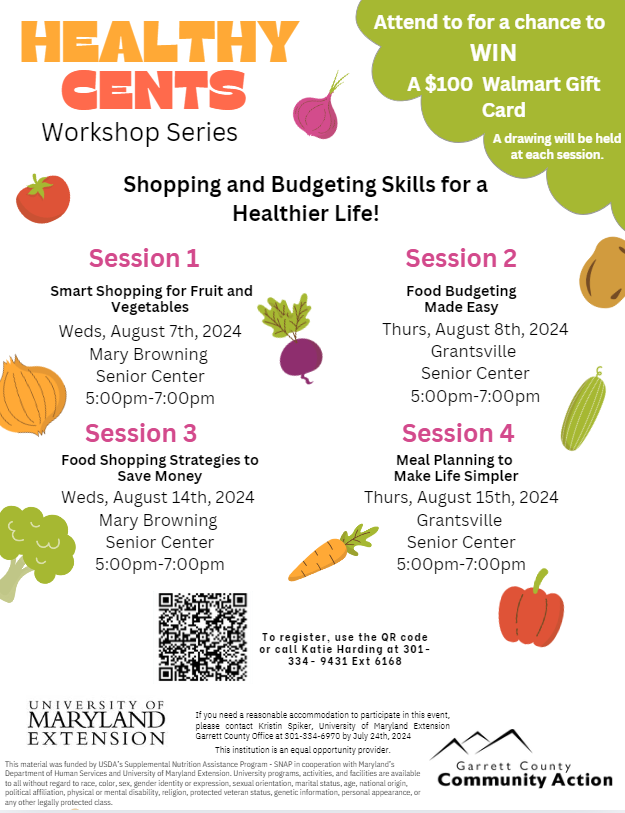 HEALTHY
CENTS
Workshop Series
Attend to for a chance to
WIN
A $100 Walmart Gift
Card
A drawing will be held
at each session.
Shopping and Budgeting Skills for a
Healthier Life!
Session 1
Smart Shopping for Fruit and
Vegetables
Weds, August 7th, 2024
Mary Browning
Senior Center
5:00pm-7:00pm
Session 2
Food Budgeting
Made Easy
Thurs, August 8th, 2024
Grantsville
Senior Center
5:00pm-7:00pm
Session 3
Food Shopping Strategies to
Save Money
Weds, August 14th, 2024
Mary Browning
Senior Center
5:00pm-7:00pm
Session 4
Meal Planning to
Make Life Simpler
Thurs, August 15th, 2024
Grantsville
Senior Center
5:00pm-7:00pm
To register, use the QR code
or call Katie Harding at 301-
334- 9431 Ext 6168
UNIVERSITY OF
MARYLAND
EXTENSION
If you need a reasonable accommodation to participate in this event,
please contact Kristin Spiker, University of Maryland Extension
Garrett County Office at 301-334-6970 by July 24th, 2024
This institution is an equal opportunity provider.
This material was funded by USDA's Supplemental Nutrition Assistance Program - SNAP in cooperation with Maryland's
Department of Human Services and University of Maryland Extension. University programs, activities, and facilities are available
to all without regard to race, color, sex, gender identity or expression, sexual orientation, marital status, age, national origin,
political affiliation, physical or mental disability, religion, protected veteran status, genetic information, personal appearance, or
any other legally protected class.
Garrett County
Community Action